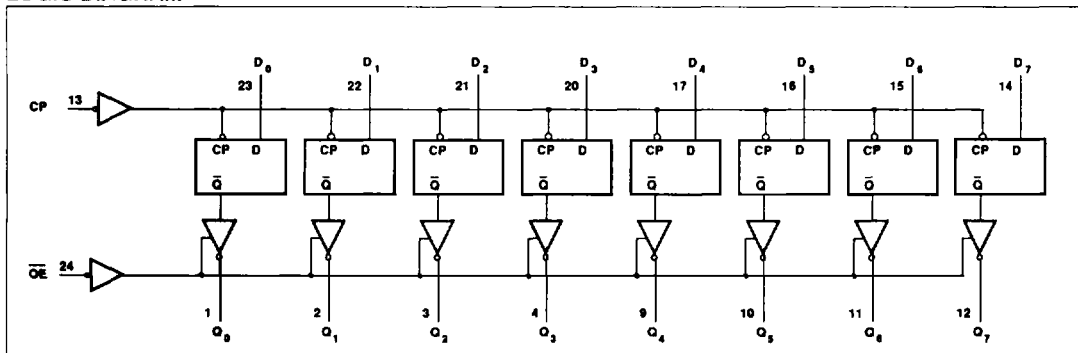 D0 D1 D2 D3 D4 D5 D6 D7
23 22 21 20 17 16 15 14
CP 13
CP D CP D CP D CP D CP D CP D CP D CP D
Q̅ Q̅ Q̅ Q̅ Q̅ Q̅ Q̅ Q̅
O̅E̅ 24
1 2 3 4 9 10 11 12
Q0 Q1 Q2 Q3 Q4 Q5 Q6 Q7